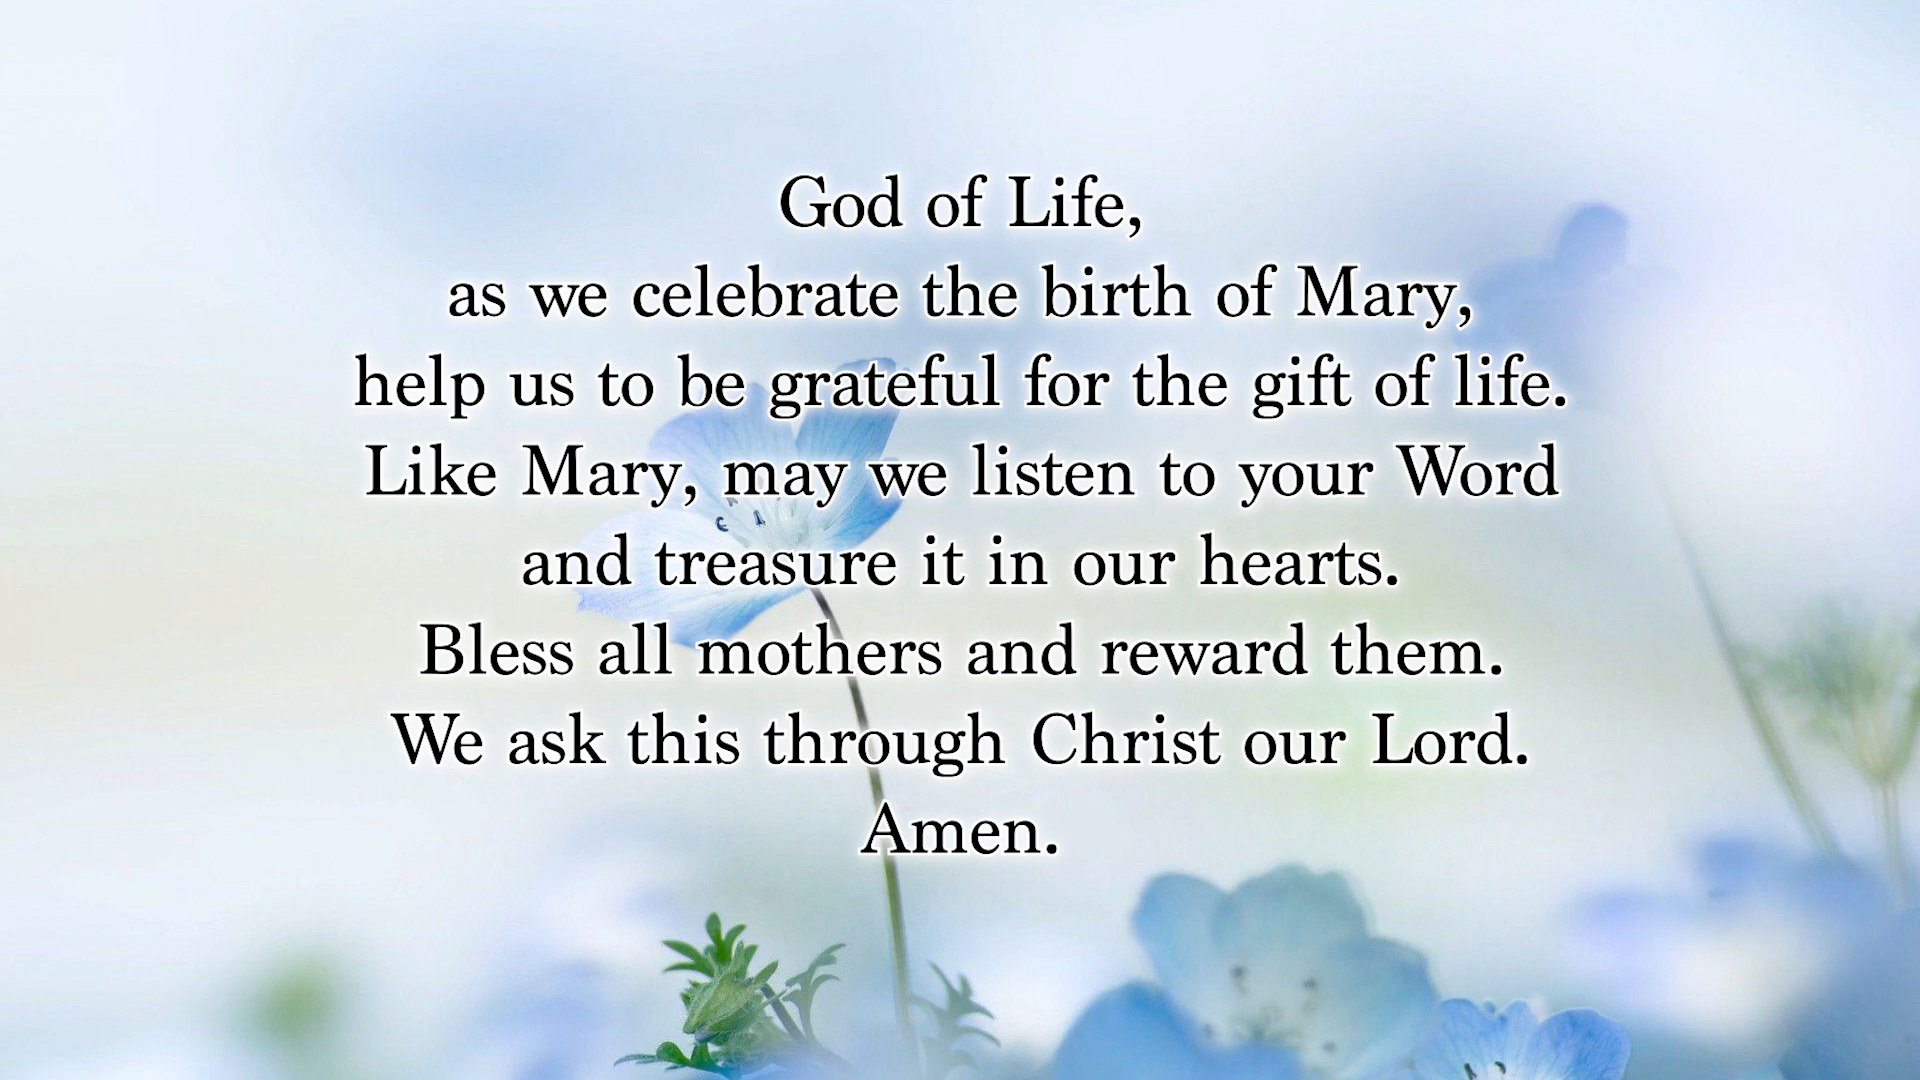 God of Life,
as we celebrate the birth of Mary,
help us to be grateful for the gift of life.
Like Mary, may we listen to your Word
and treasure it in our hearts.
Bless all mothers and reward them.
We ask this through Christ our Lord.
Amen.